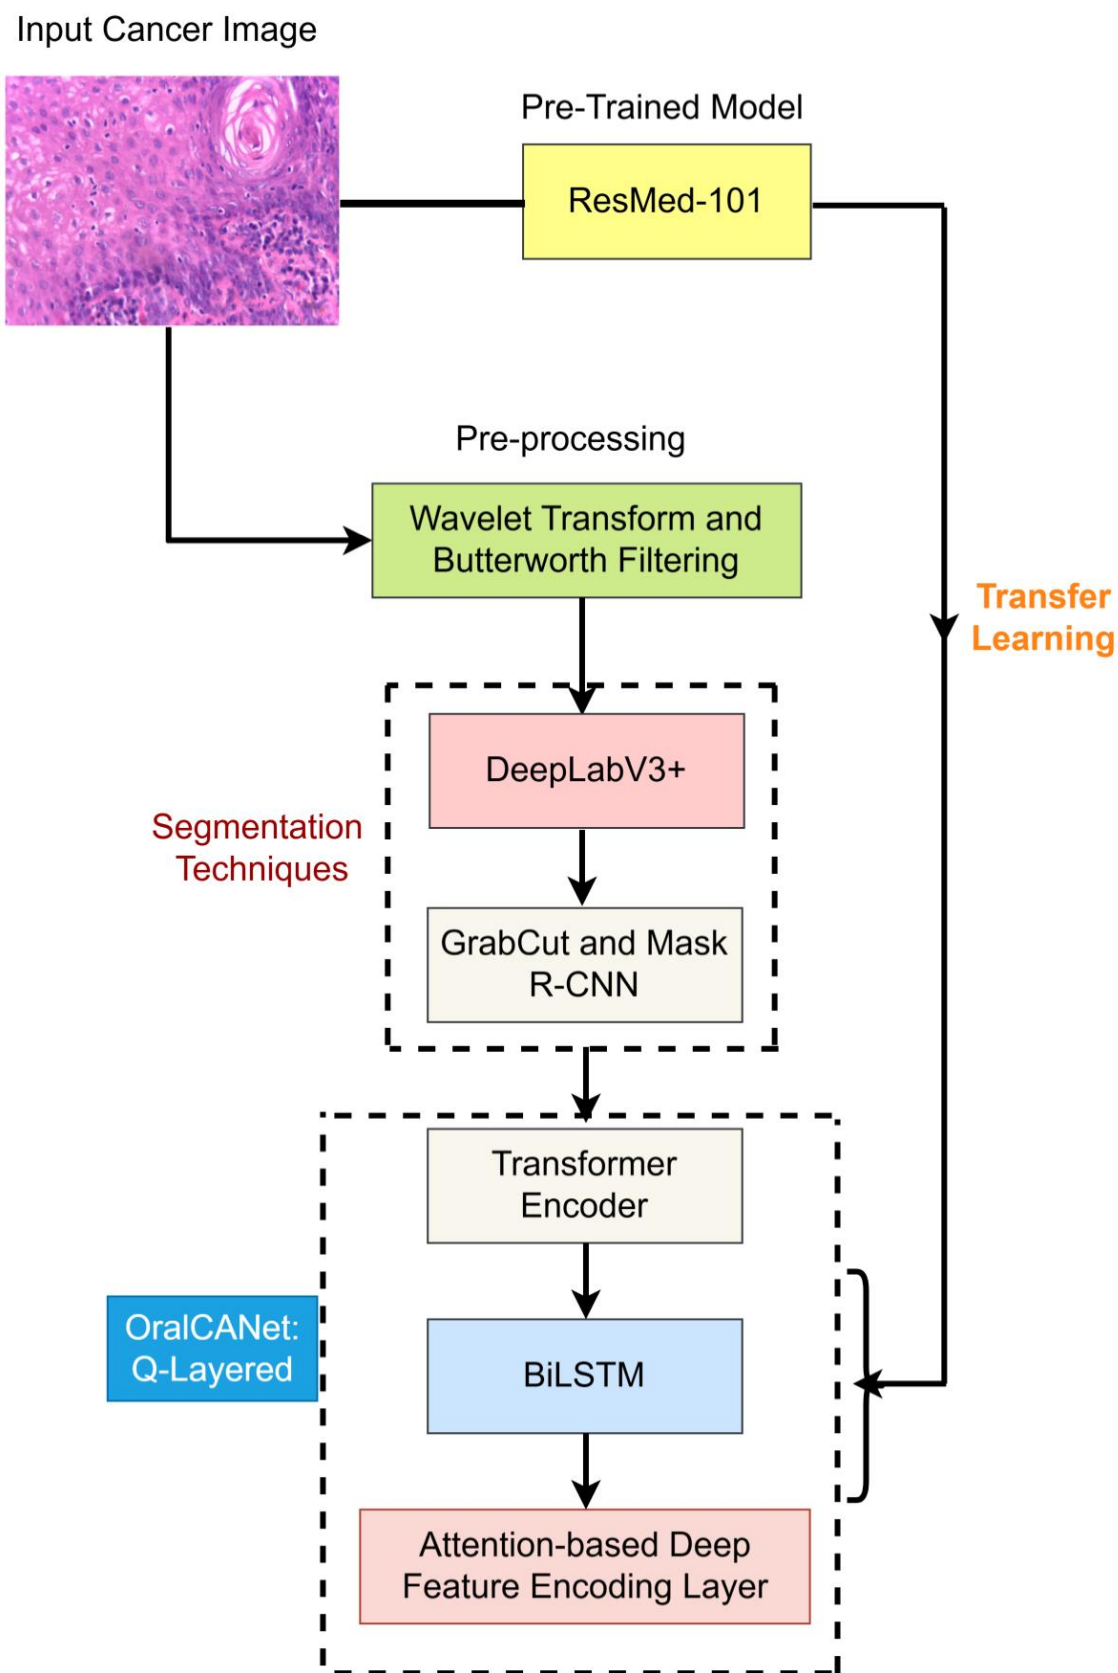 Input Cancer Image
Pre-Trained Model
ResMed-101
Pre-processing
Wavelet Transform and
Butterworth Filtering
Transfer
Learning
DeepLabV3+
Segmentation
Techniques
GrabCut and Mask
R-CNN
Transformer
Encoder
OralCANet:
Q-Layered
BiLSTM
Attention-based Deep
Feature Encoding Layer